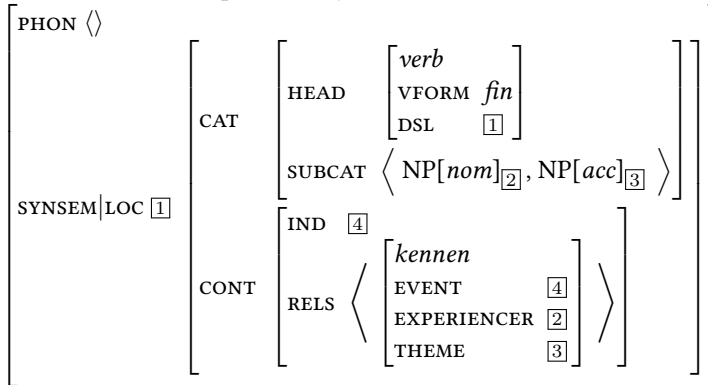 PHON ⟨⟩
SYNSEM|LOC 1
CAT
HEAD
verb
VFORM fin
DSL 1
SUBCAT ⟨ NP[nom]2 , NP[acc]3 ⟩
CONT
IND 4
RELS ⟨
kennen
EVENT 4
EXPERIENCER 2
THEME 3
⟩